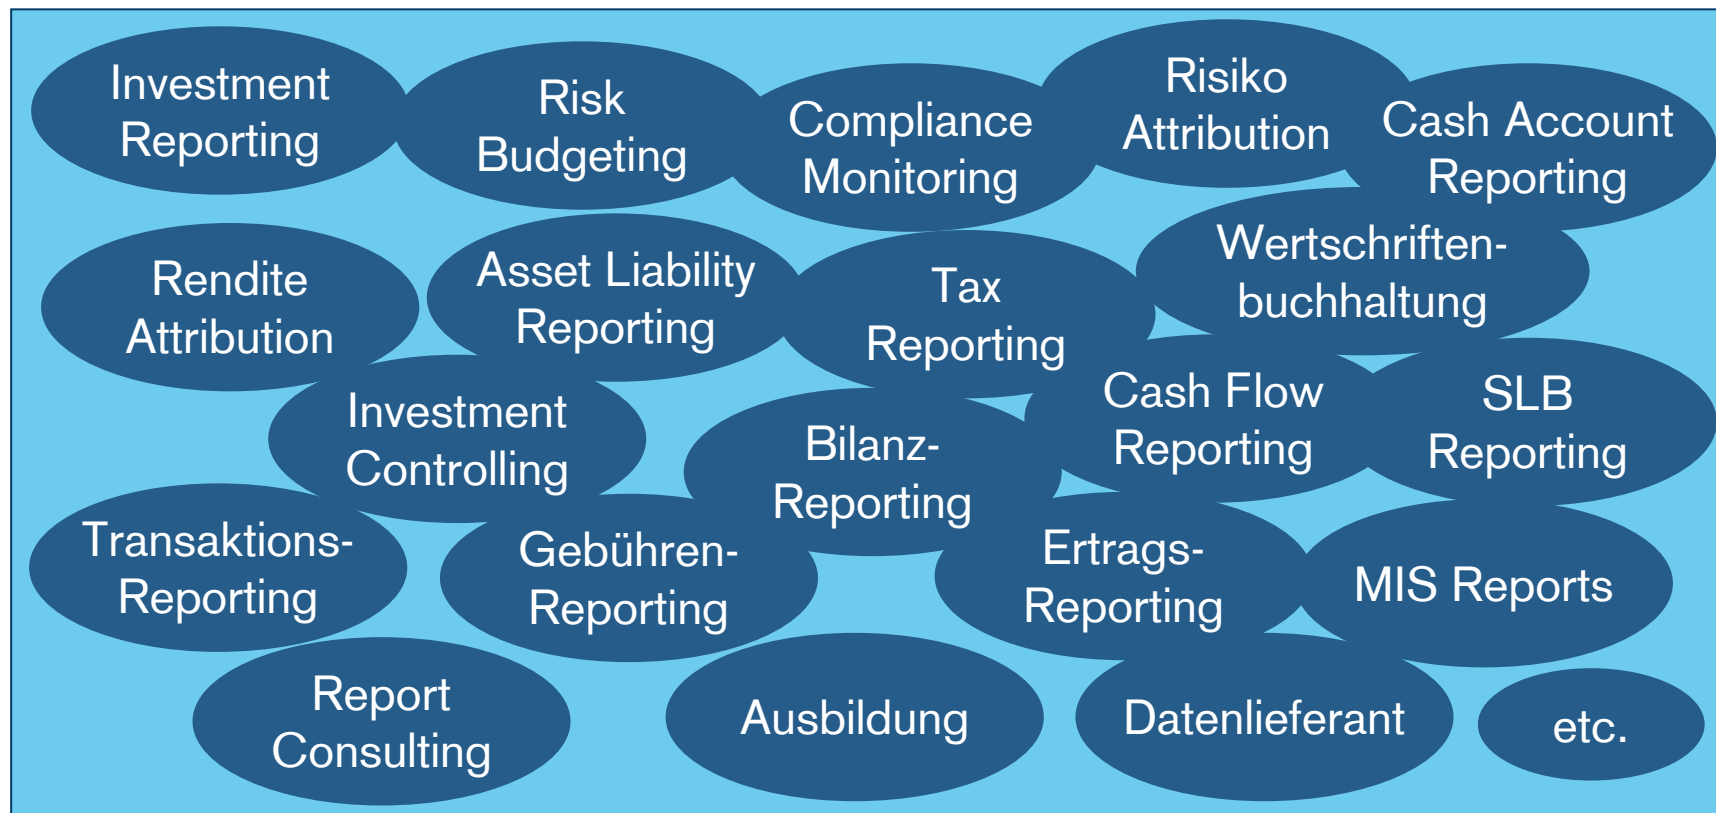 Investment
Reporting
Risk
Budgeting
Compliance
Monitoring
Risiko
Attribution
Cash Account
Reporting
Rendite
Attribution
Asset Liability
Reporting
Tax
Reporting
Wertschriften-
buchhaltung
Investment
Controlling
Bilanz-
Reporting
Cash Flow
Reporting
SLB
Reporting
Transaktions-
Reporting
Gebühren-
Reporting
Ertrags-
Reporting
MIS Reports
Report
Consulting
Ausbildung
Datenlieferant
etc.